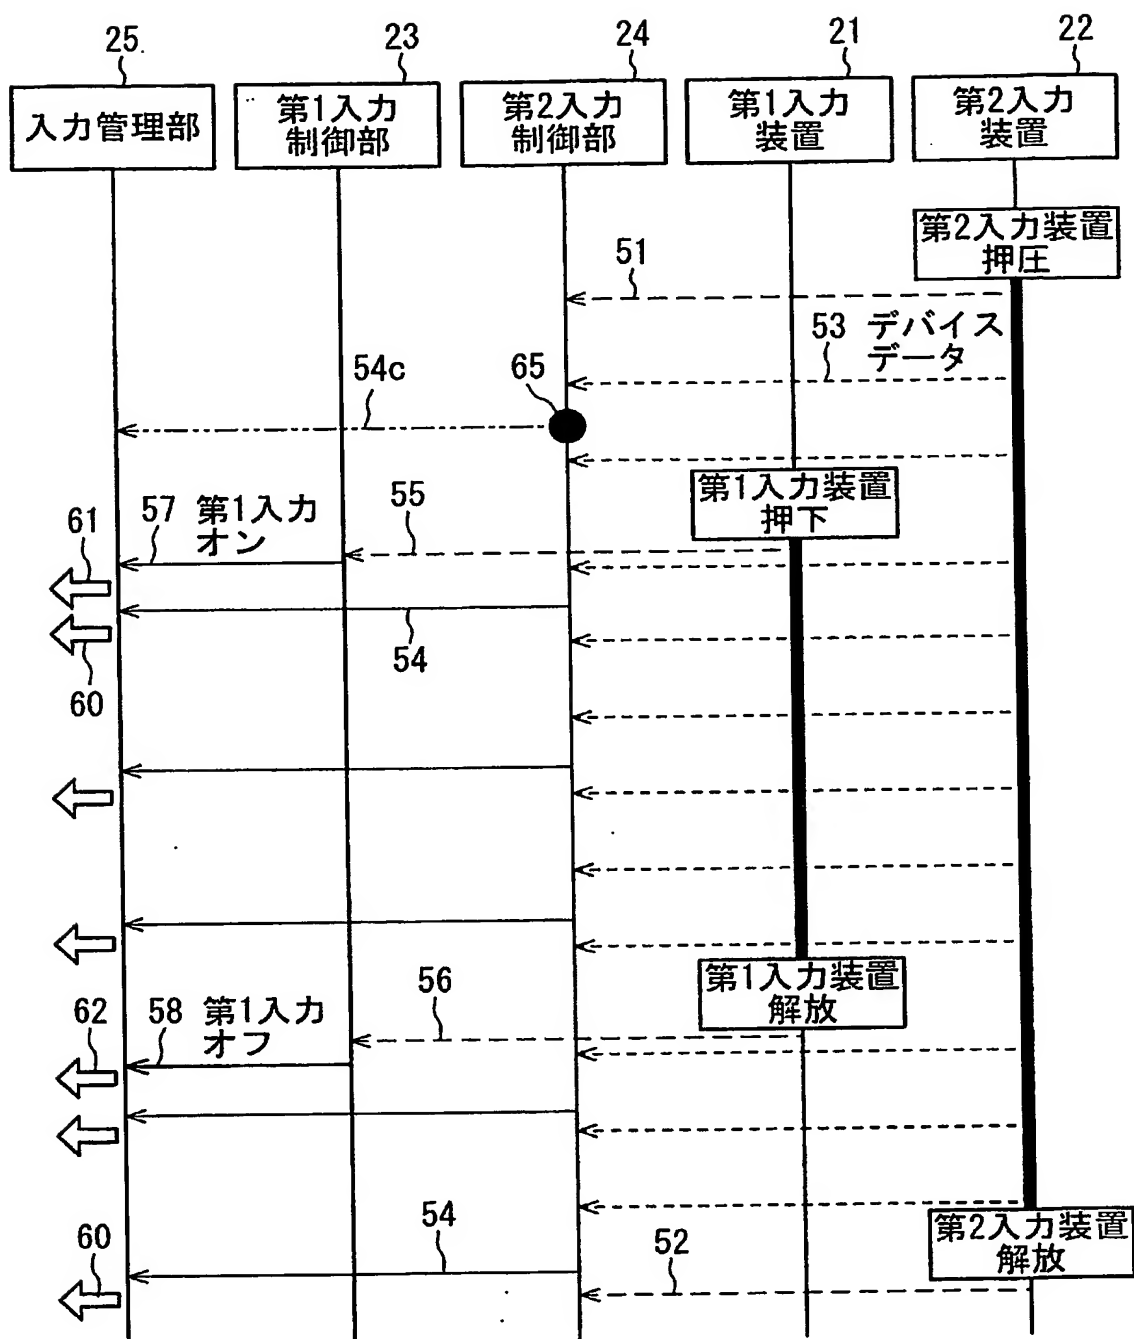 25
23
24
21
22
入力管理部
第1入力
制御部
第2入力
制御部
第1入力
装置
第2入力
装置
第2入力装置
押圧
51
53 デバイス
データ
54c
65
第1入力装置
押下
61
57 第1入力
オン
55
54
60
第1入力装置
解放
62
58 第1入力
オフ
56
第2入力装置
解放
60
54
52